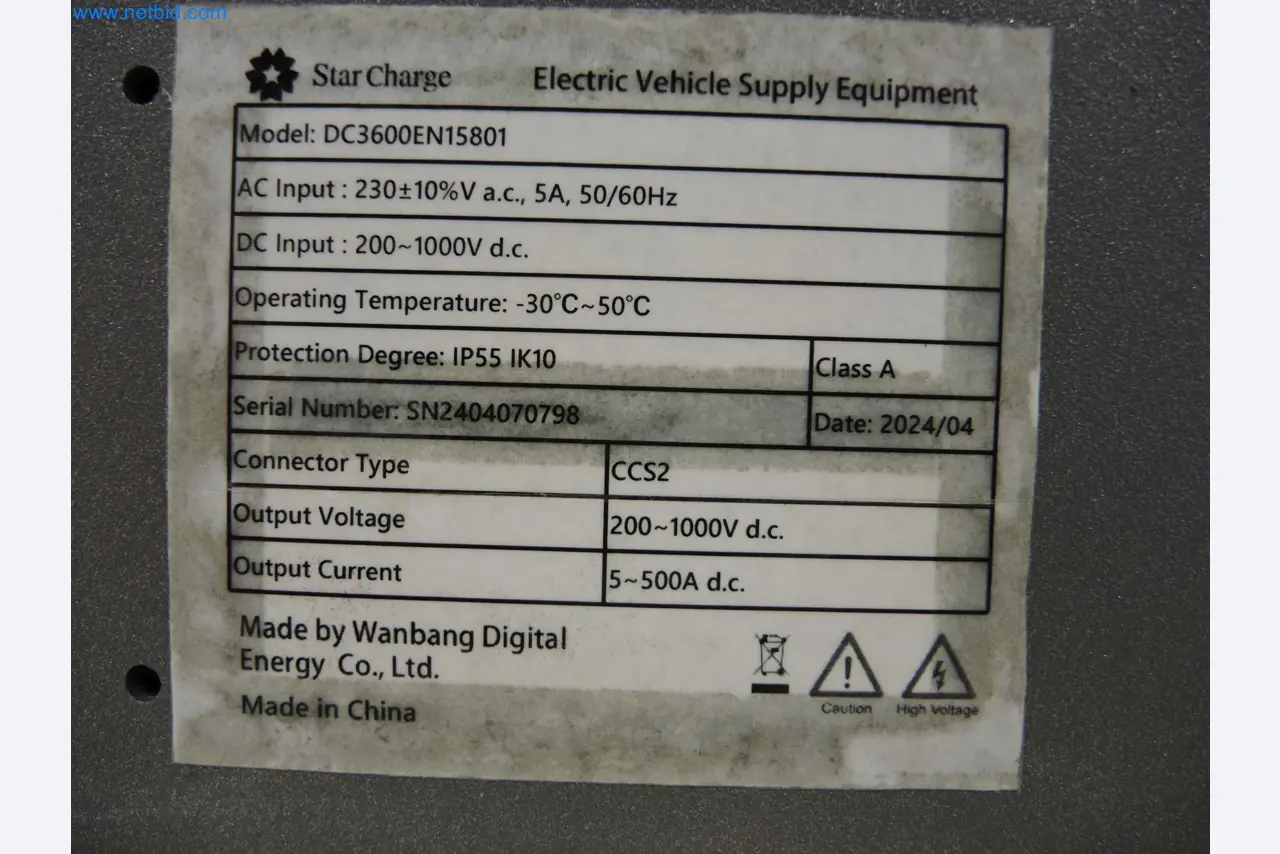 www.netbid.com
Star Charge Electric Vehicle Supply Equipment
Model: DC3600EN15801
AC Input : 230±10%V a.c., 5A, 50/60Hz
DC Input : 200~1000V d.c.
Operating Temperature: -30°C~50°C
Protection Degree: IP55 IK10 Class A
Serial Number: SN2404070798 Date: 2024/04
Connector Type CCS2
Output Voltage 200~1000V d.c.
Output Current 5~500A d.c.
Made by Wanbang Digital
Energy Co., Ltd.
Made in China
Caution High Voltage